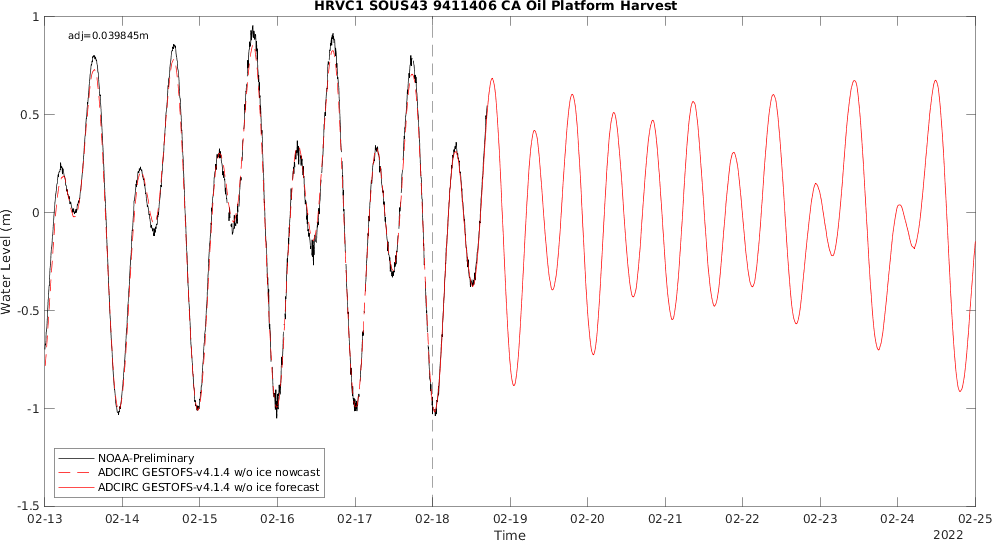 HRVC1 SOUS43 9411406 CA Oil Platform Harvest
adj=0.039845m
1
0.5
0
-0.5
-1
-1.5
Water Level (m)
NOAA-Preliminary
ADCIRC GESTOFS-v4.1.4 w/o ice nowcast
ADCIRC GESTOFS-v4.1.4 w/o ice forecast
02-13 02-14 02-15 02-16 02-17 02-18 02-19 02-20 02-21 02-22 02-23 02-24 02-25
Time
2022